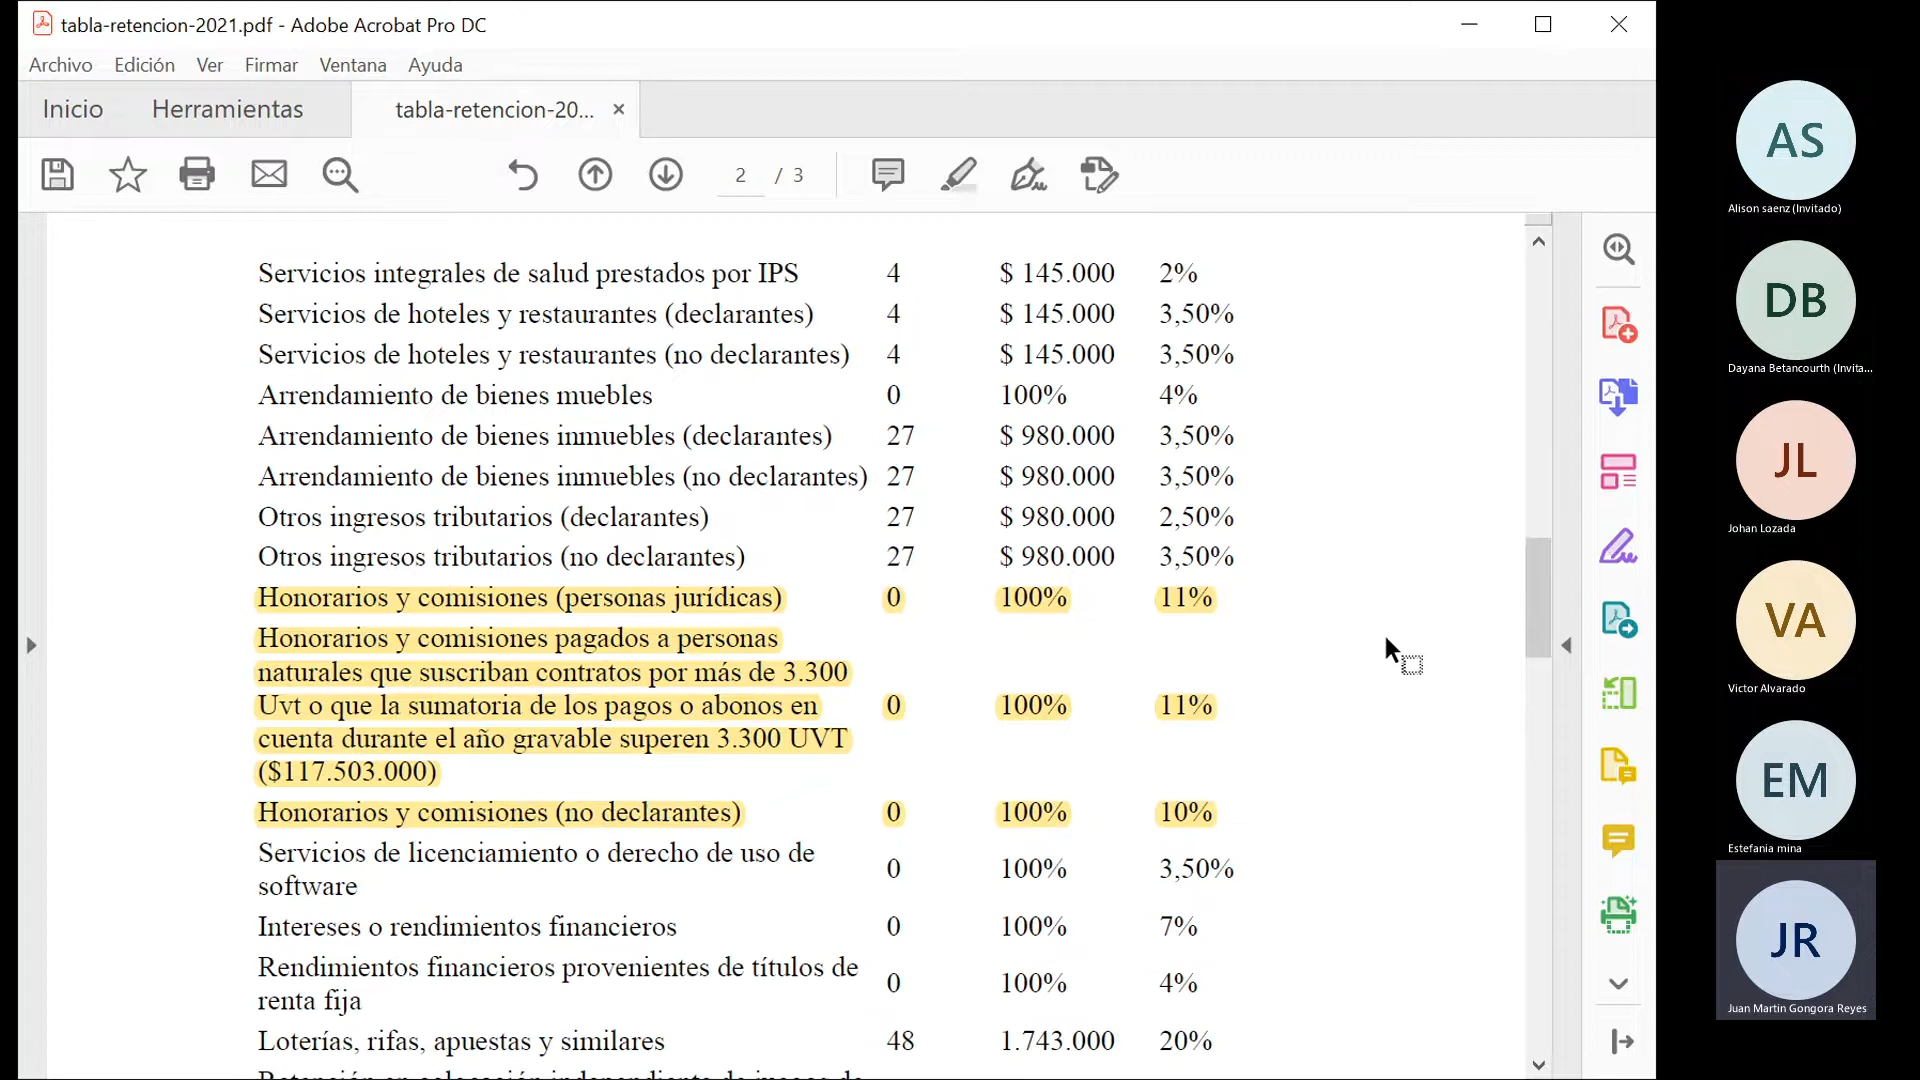 tabla-retencion-2021.pdf - Adobe Acrobat Pro DC
Archivo Edición Ver Firmar Ventana Ayuda
Inicio Herramientas tabla-retencion-20... ×
2 / 3
Servicios integrales de salud prestados por IPS 4 $ 145.000 2%
Servicios de hoteles y restaurantes (declarantes) 4 $ 145.000 3,50%
Servicios de hoteles y restaurantes (no declarantes) 4 $ 145.000 3,50%
Arrendamiento de bienes muebles 0 100% 4%
Arrendamiento de bienes inmuebles (declarantes) 27 $ 980.000 3,50%
Arrendamiento de bienes inmuebles (no declarantes) 27 $ 980.000 3,50%
Otros ingresos tributarios (declarantes) 27 $ 980.000 2,50%
Otros ingresos tributarios (no declarantes) 27 $ 980.000 3,50%
Honorarios y comisiones (personas jurídicas) 0 100% 11%
Honorarios y comisiones pagados a personas
naturales que suscriban contratos por más de 3.300
Uvt o que la sumatoria de los pagos o abonos en 0 100% 11%
cuenta durante el año gravable superen 3.300 UVT
($117.503.000)
Honorarios y comisiones (no declarantes) 0 100% 10%
Servicios de licenciamiento o derecho de uso de
software 0 100% 3,50%
Intereses o rendimientos financieros 0 100% 7%
Rendimientos financieros provenientes de títulos de
renta fija 0 100% 4%
Loterías, rifas, apuestas y similares 48 1.743.000 20%
AS
Alison saenz (Invitado)
DB
Dayana Betancourth (Invita...
JL
Johan Lozada
VA
Victor Alvarado
EM
Estefania mina
JR
Juan Martin Gongora Reyes